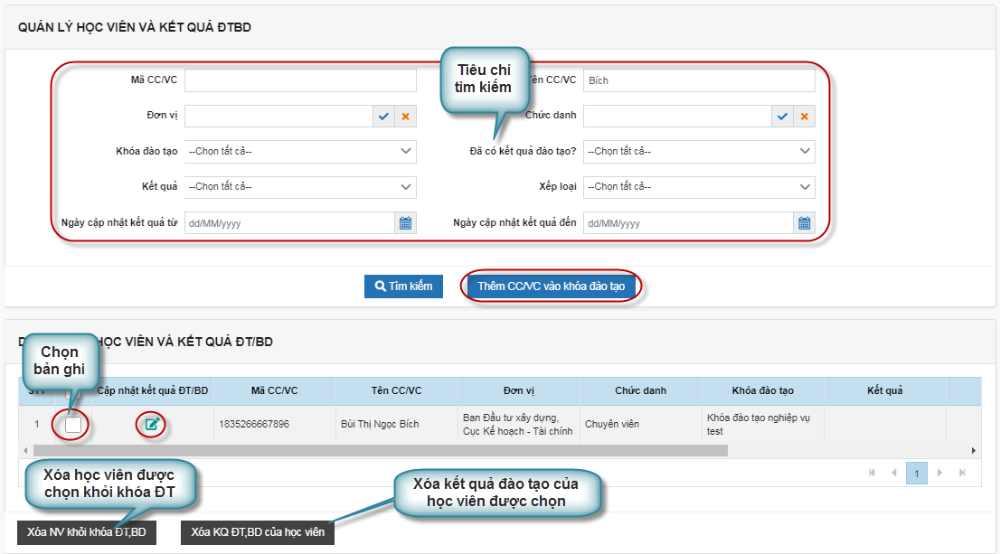 QUẢN LÝ HỌC VIÊN VÀ KẾT QUẢ ĐTBD
Tiêu chí
tìm kiếm
Mã CC/VC
ên CC/VC Bích
Đơn vị
Chức danh
Khóa đào tạo --Chọn tất cả--
Đã có kết quả đào tạo? --Chọn tất cả--
Kết quả --Chọn tất cả--
Xếp loại --Chọn tất cả--
Ngày cập nhật kết quả từ dd/MM/yyyy
Ngày cập nhật kết quả đến dd/MM/yyyy
Tìm kiếm
Thêm CC/VC vào khóa đào tạo
HỌC VIÊN VÀ KẾT QUẢ ĐT/BD
Chọn
bản ghi
STT Cập nhật kết quả ĐT/BD Mã CC/VC Tên CC/VC Đơn vị Chức danh Khóa đào tạo Kết quả
1 1835266667896 Bùi Thị Ngọc Bích Ban Đầu tư xây dựng, Chuyên viên Khóa đào tạo nghiệp vụ
Cục Kế hoạch - Tài chính test
1
Xóa học viên được
chọn khỏi khóa ĐT
Xóa kết quả đào tạo của
học viên được chọn
Xóa NV khỏi khóa ĐT,BD
Xóa KQ ĐT,BD của học viên